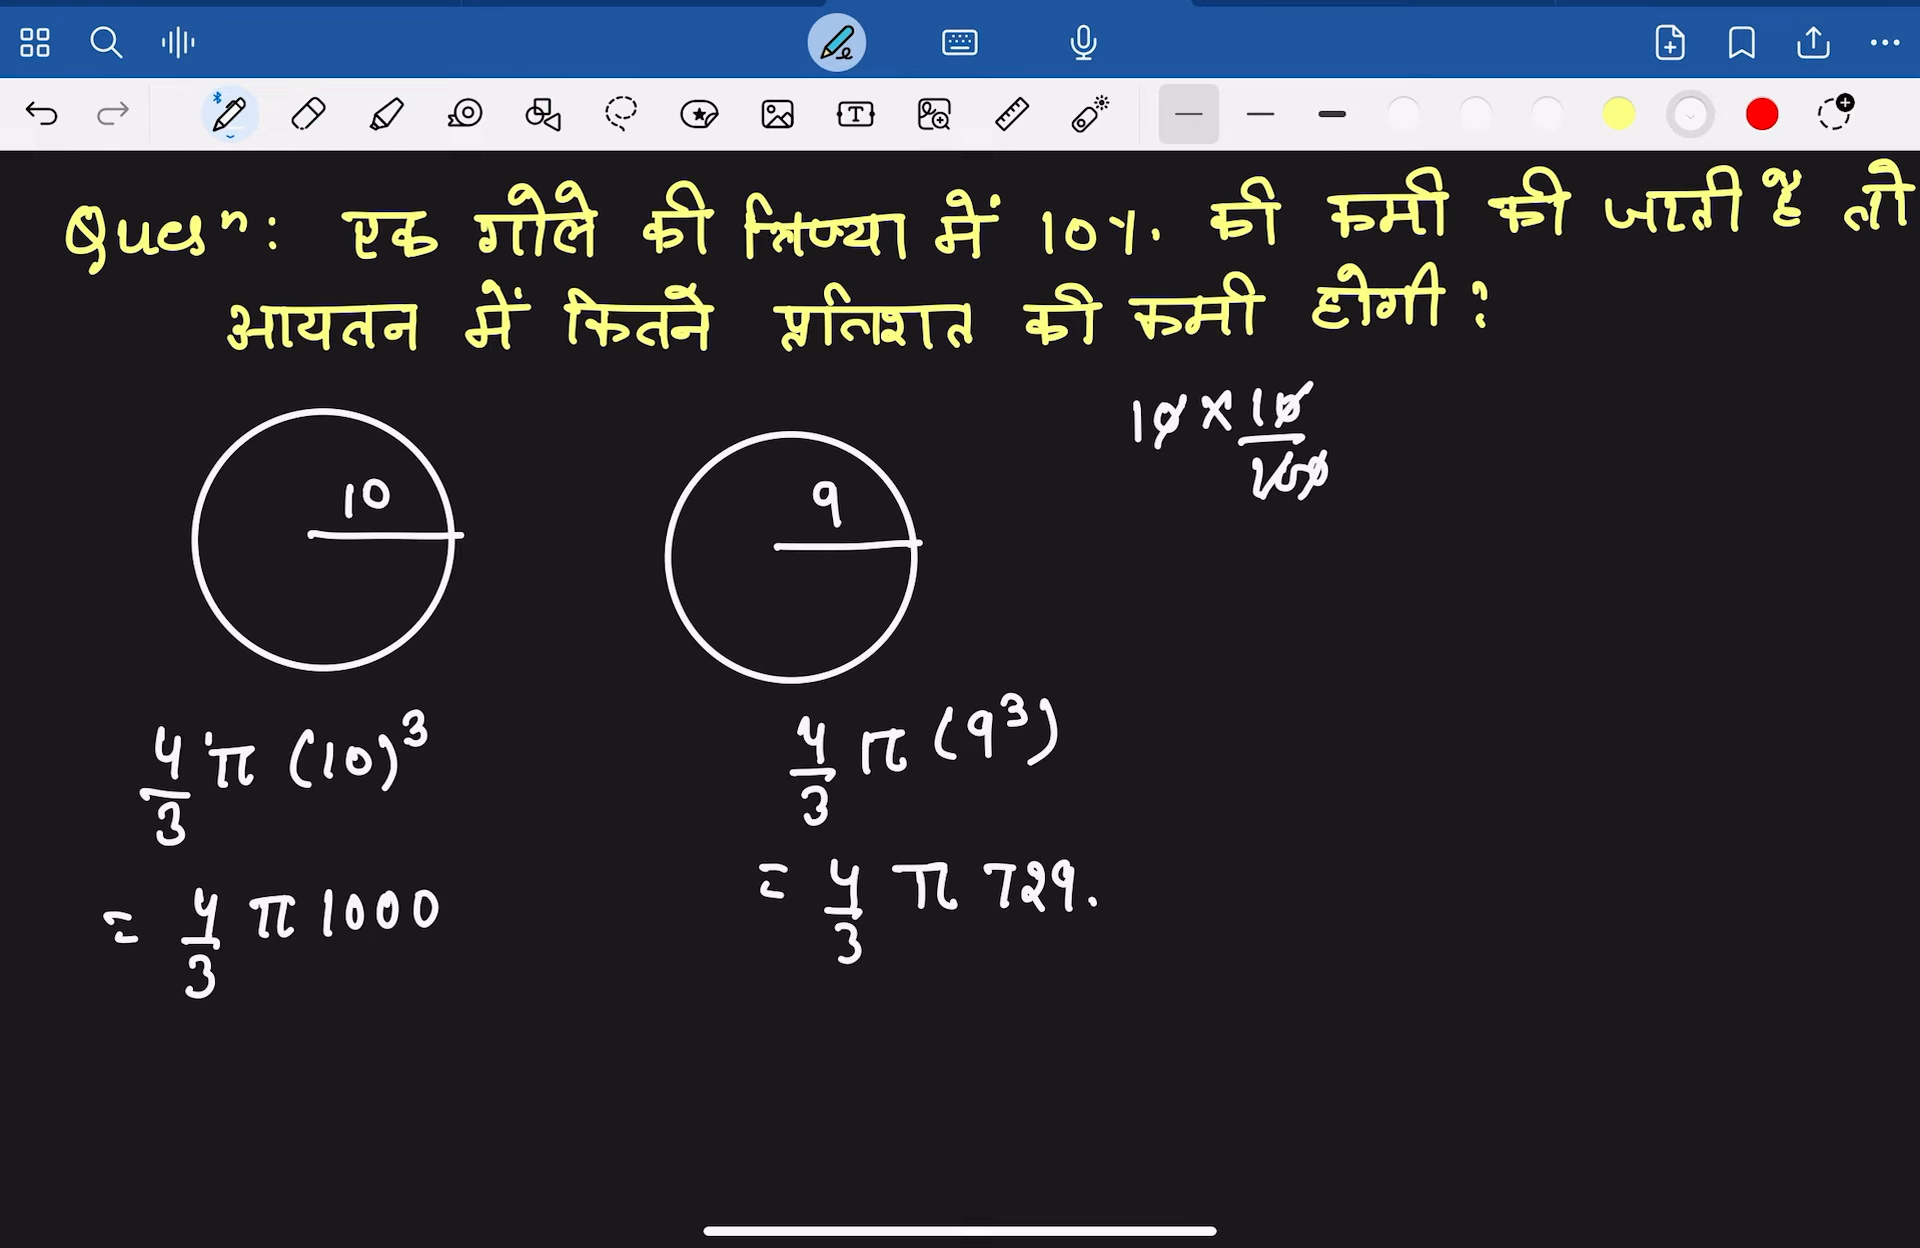 Quesⁿ: एक गोले की त्रिज्या में 10%. की कमी की जाती है तो
आयतन में कितने प्रतिशत की कमी होगी?
10 × 10/100
10
9
4/3 π (10)³
4/3 π (9³)
= 4/3 π 1000
= 4/3 π 729.